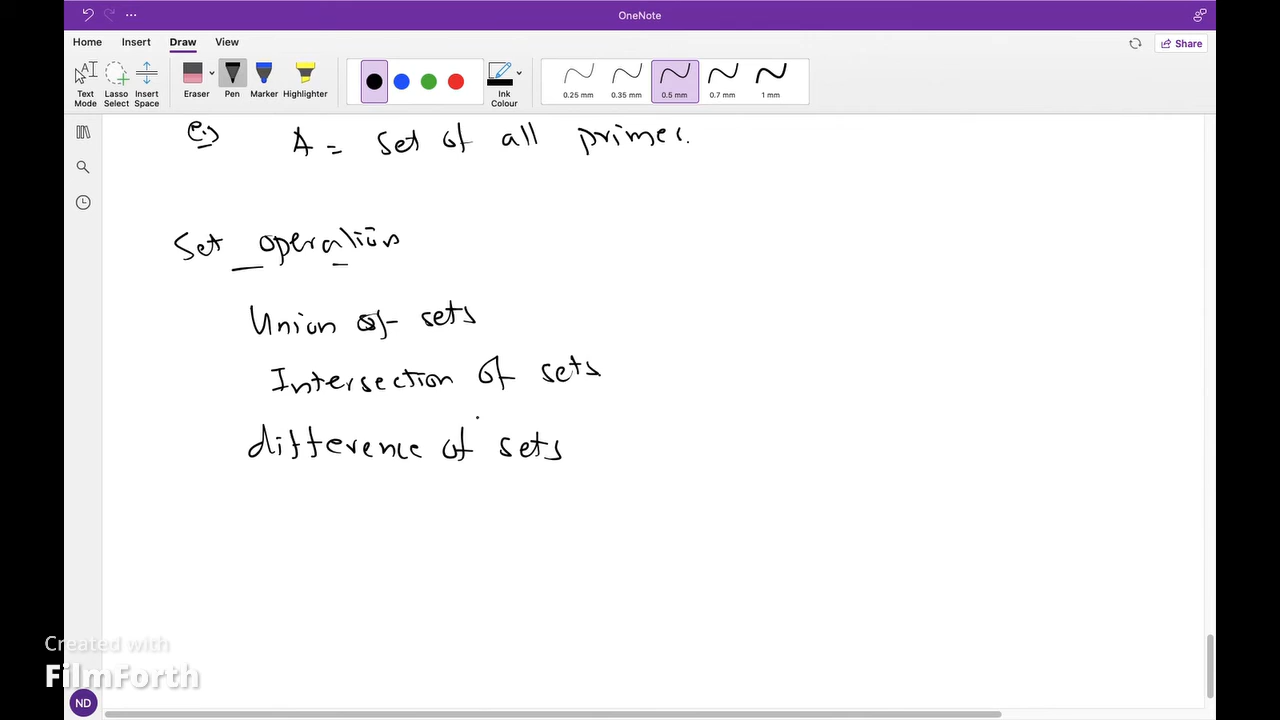 OneNote
Home Insert Draw View
Share
Text Mode Lasso Select Insert Space Eraser Pen Marker Highlighter Ink Colour 0.25 mm 0.35 mm 0.5 mm 0.7 mm 1 mm
eg A = set of all primes.
Set operation
Union of sets
Intersection of sets
difference of sets
Created with
FilmForth
ND